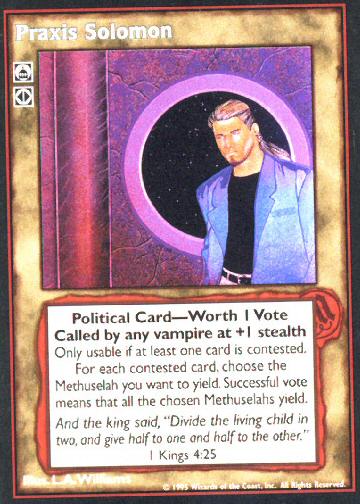 Praxis Solomon
Political Card—Worth 1 Vote
Called by any vampire at +1 stealth
Only usable if at least one card is contested.
For each contested card, choose the
Methuselah you want to yield. Successful vote
means that all the chosen Methuselahs yield.
And the king said, "Divide the living child in
two, and give half to one and half to the other."
1 Kings 4:25
Illus. L.A. Williams
© 1995 Wizards of the Coast, Inc. All Rights Reserved.